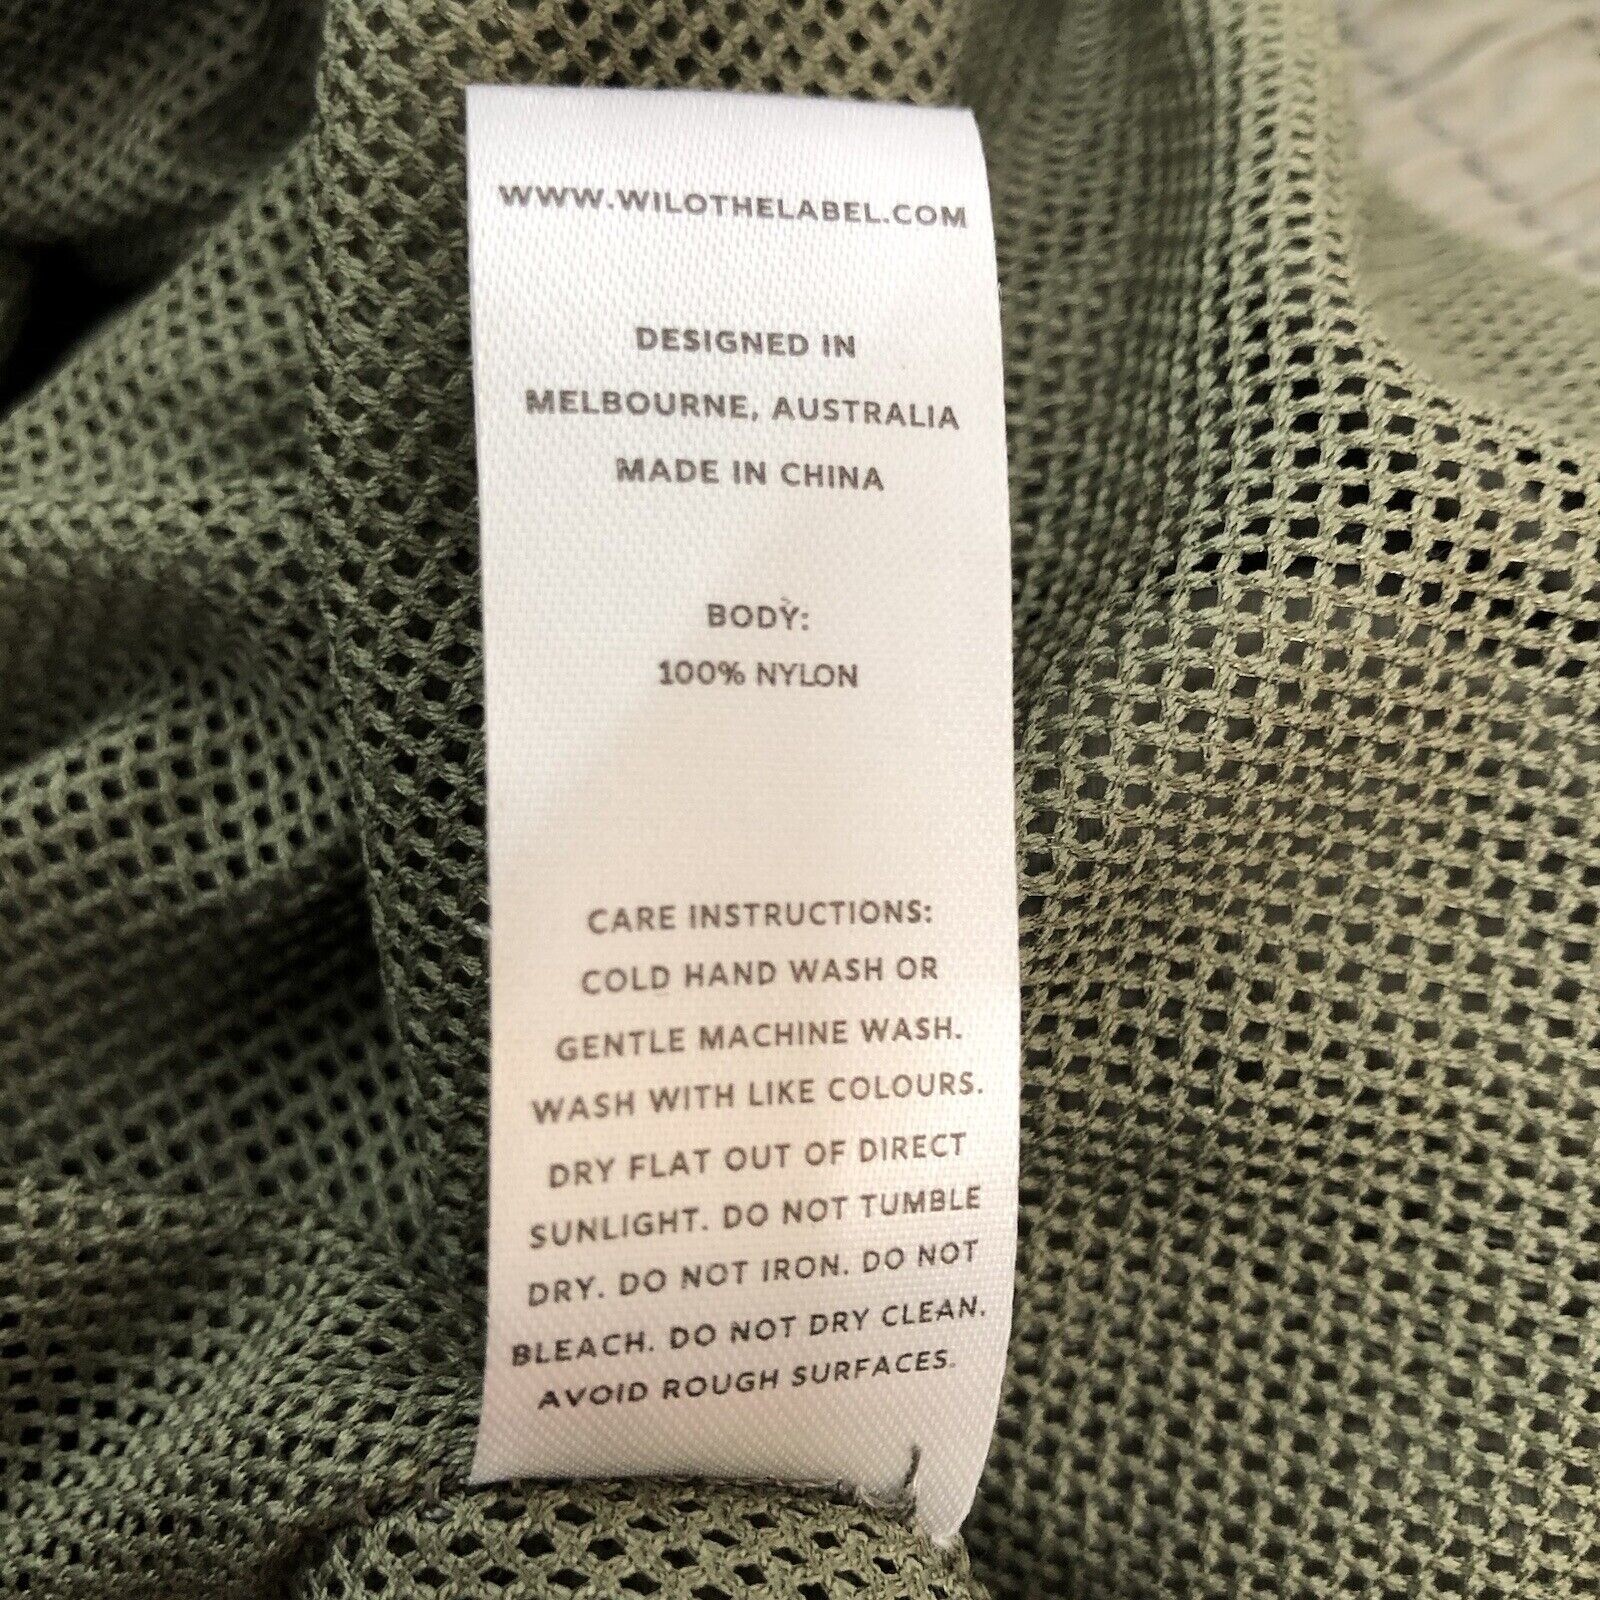 WWW.WILOTHELABEL.COM
DESIGNED IN
MELBOURNE, AUSTRALIA
MADE IN CHINA
BODY:
100% NYLON
CARE INSTRUCTIONS:
COLD HAND WASH OR
GENTLE MACHINE WASH.
WASH WITH LIKE COLOURS.
DRY FLAT OUT OF DIRECT
SUNLIGHT. DO NOT TUMBLE
DRY. DO NOT IRON. DO NOT
BLEACH. DO NOT DRY CLEAN.
AVOID ROUGH SURFACES.